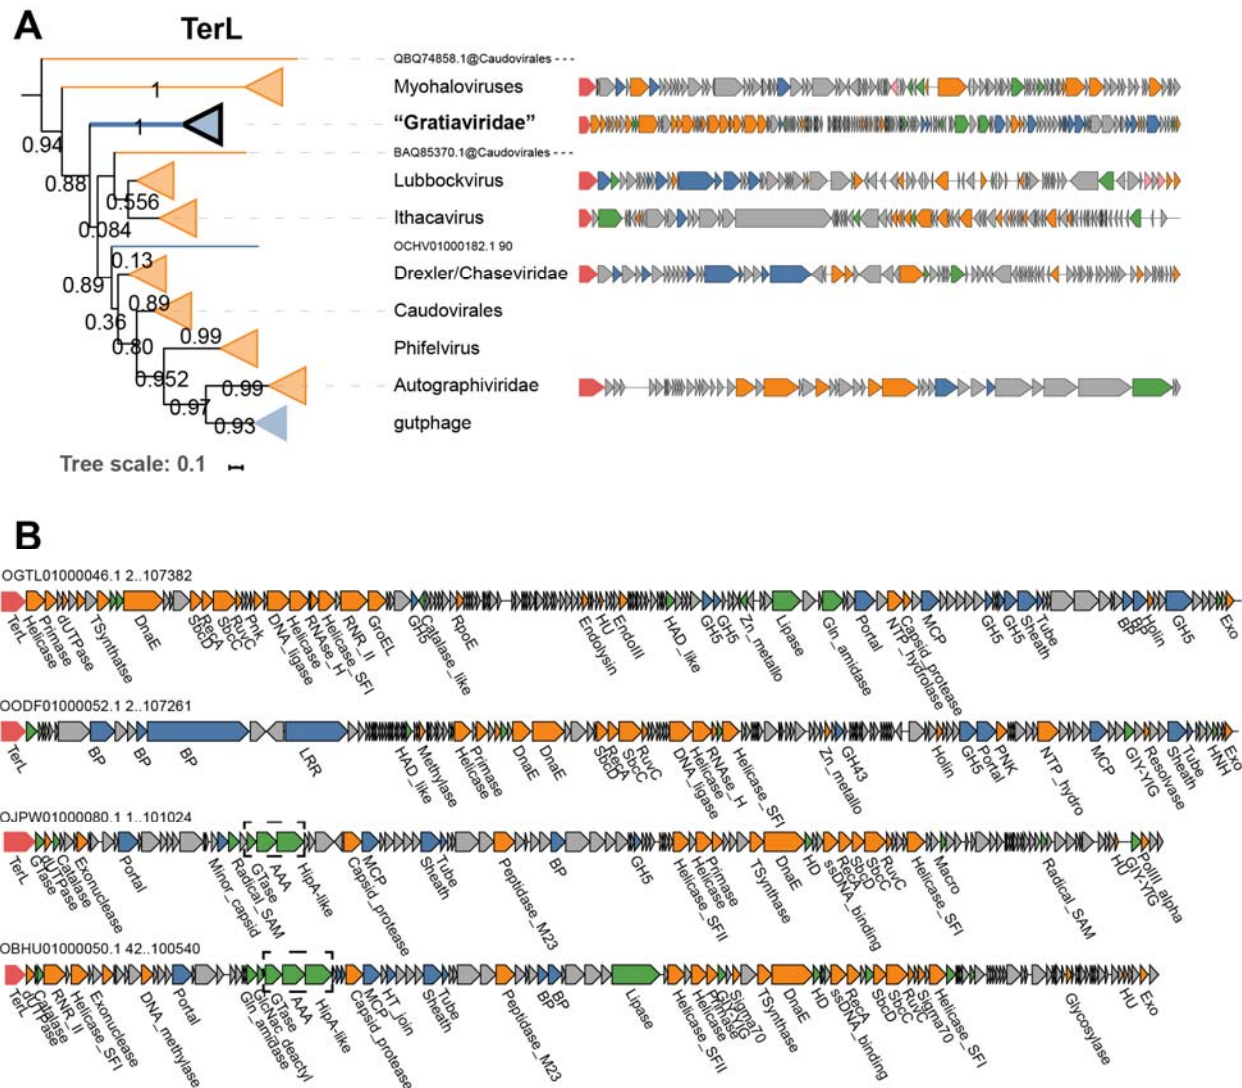 A
TerL
QBQ74858.1@Caudovirales
Myohaloviruses
“Gratiaviridae”
BAQ85370.1@Caudovirales
Lubbockvirus
Ithacavirus
OCHV01000182.1 90
Drexler/Chaseviridae
Caudovirales
Phifelvirus
Autographiviridae
gutphage
1
1
0.94
0.88
0.556
0.084
0.13
0.89
0.89
0.36
0.99
0.80
0.952
0.99
0.97
0.93
Tree scale: 0.1
B
OGTL01000046.1 2..107382
TerL
Helicase
Primase
dUTPase
TSynthatse
DnaE
SbcD
RecA
SbcC
RuvC
Pnk
DNA_ligase
Helicase
RNAse_H
Helicase_SFI
RNR_II
GroEL
GH5
Catalase_like
RpoE
Endolysin
HU
EndoIII
HAD_like
GH5
GH5
Zn_metallo
Lipase
Gln_amidase
Portal
NTP_hydrolase
Capsid_protease
MCP
GH5
GH5
Sheath
Tube
BP
BP
Holin
GH5
Exo
OODF01000052.1 2..107261
TerL
BP
BP
BP
LRR
HAD_like
Methylase
Helicase
Primase
DnaE
DnaE
SbcD
RecA
SbcC
RuvC
DNA_ligase
Helicase
RNAse_H
Helicase_SFI
Zn_metallo
GH43
Holin
GH5
Portal
PNK
NTP_hydro
MCP
GIY-YIG
Resolvase
Sheath
Tube
HNH
Exo
OJPW01000080.1 1..101024
TerL
GTase
dUTPase
Catalase
Exonuclease
Portal
Minor_capsid
Radical_SAM
GTase
AAA
HipA-like
Capsid_protease
MCP
Sheath
Tube
Peptidase_M23
BP
GH5
Helicase_SFII
Helicase
Primase
TSynthase
DnaE
HD
ssDNA_binding
RecA
SbcD
SbcC
RuvC
Helicase_SFI
Macro
Radical_SAM
HU
GIY-YIG
PolIII_alpha
OBHU01000050.1 42..100540
TerL
dUTPase
Catalase
RNR_II
Helicase_SFI
Exonuclease
DNA_methylase
Portal
Gln_amidase
GlcNac_deactyl
GTase
AAA
HipA-like
Capsid_protease
MCP
HT_join
Sheath
Tube
Peptidase_M23
BP
BP
Lipase
Helicase_SFII
Helicase
Sigma70
TSynthase
DnaE
HD
ssDNA_binding
RecA
SbcD
SbcC
RuvC
Sigma70
Helicase_SFI
Glycosylase
HU
Exo